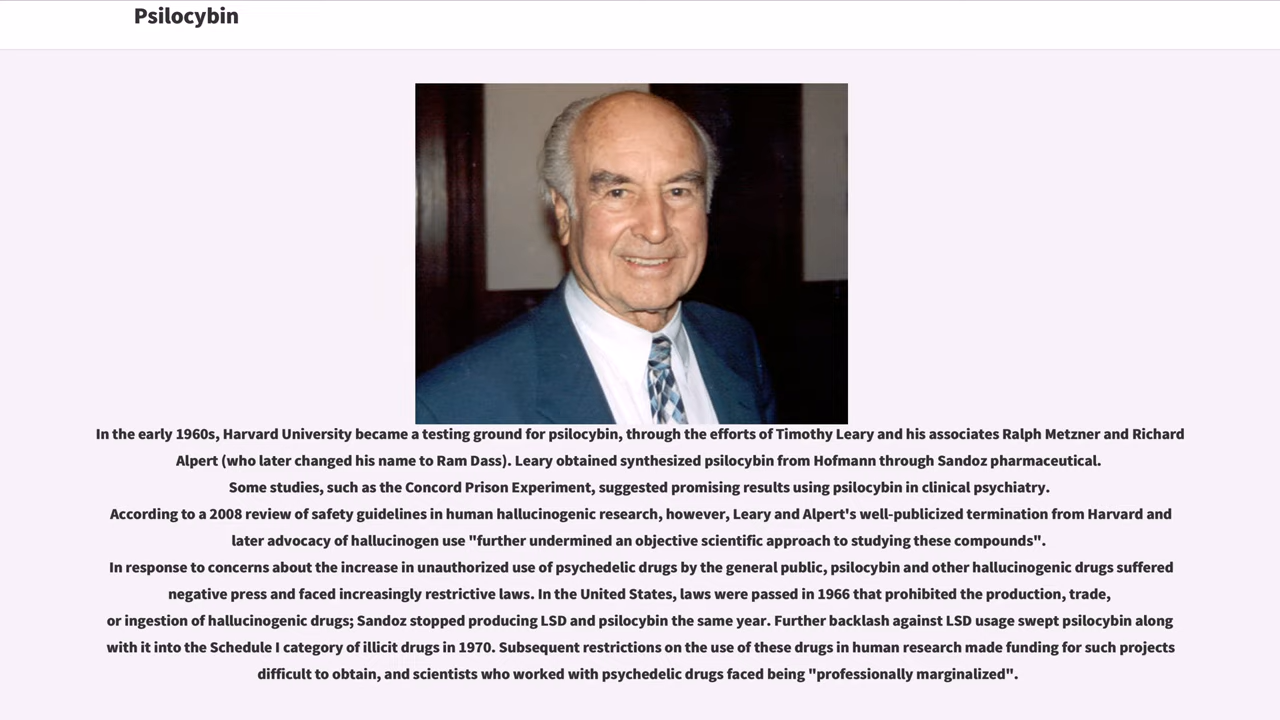 Psilocybin
In the early 1960s, Harvard University became a testing ground for psilocybin, through the efforts of Timothy Leary and his associates Ralph Metzner and Richard
Alpert (who later changed his name to Ram Dass). Leary obtained synthesized psilocybin from Hofmann through Sandoz pharmaceutical.
Some studies, such as the Concord Prison Experiment, suggested promising results using psilocybin in clinical psychiatry.
According to a 2008 review of safety guidelines in human hallucinogenic research, however, Leary and Alpert's well-publicized termination from Harvard and
later advocacy of hallucinogen use "further undermined an objective scientific approach to studying these compounds".
In response to concerns about the increase in unauthorized use of psychedelic drugs by the general public, psilocybin and other hallucinogenic drugs suffered
negative press and faced increasingly restrictive laws. In the United States, laws were passed in 1966 that prohibited the production, trade,
or ingestion of hallucinogenic drugs; Sandoz stopped producing LSD and psilocybin the same year. Further backlash against LSD usage swept psilocybin along
with it into the Schedule I category of illicit drugs in 1970. Subsequent restrictions on the use of these drugs in human research made funding for such projects
difficult to obtain, and scientists who worked with psychedelic drugs faced being "professionally marginalized".